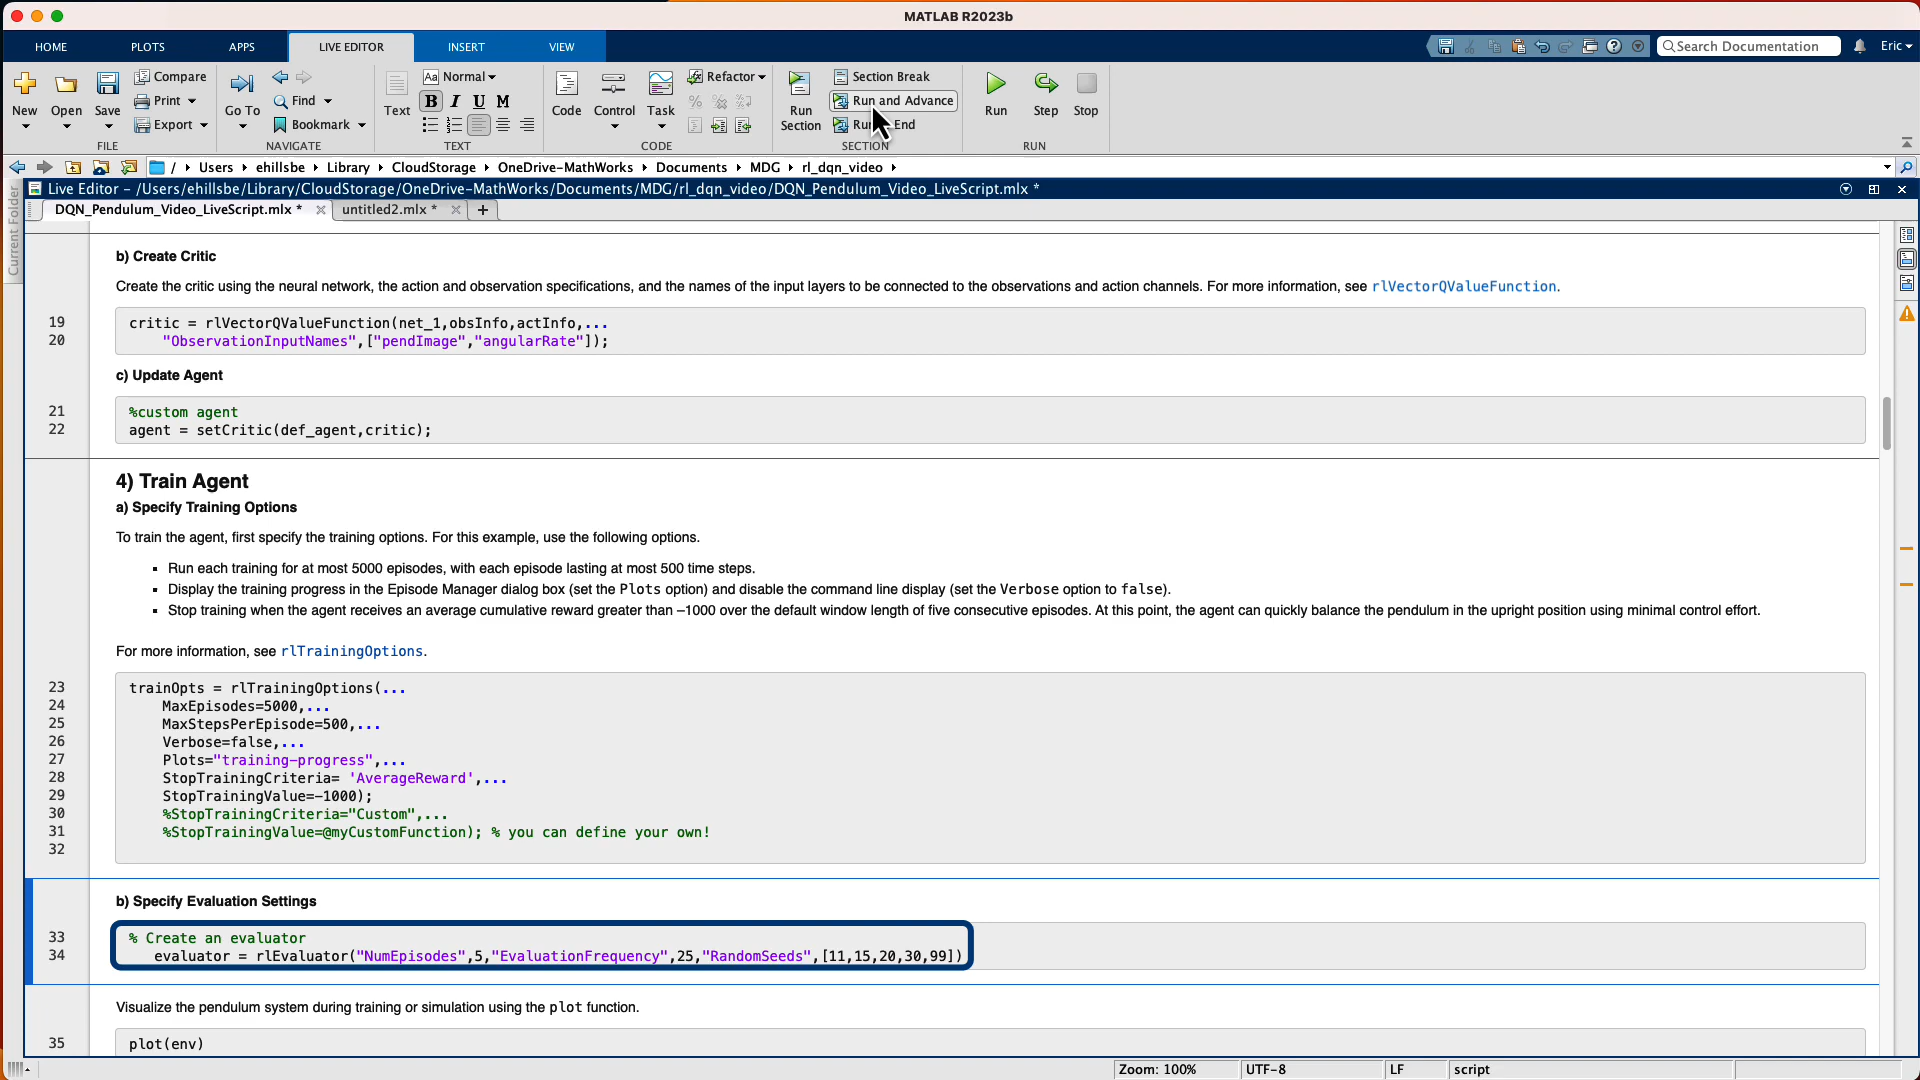 MATLAB R2023b
HOME PLOTS APPS LIVE EDITOR INSERT VIEW Search Documentation Eric
New Open Save Compare Print Export FILE
Go To Find Bookmark NAVIGATE
Text Aa Normal B I U M TEXT
Code Control Task Refactor CODE
Run Section Section Break Run and Advance End SECTION
Run Step Stop RUN
/ Users ehillsbe Library CloudStorage OneDrive-MathWorks Documents MDG rl_dqn_video
Current Folder
Live Editor - /Users/ehillsbe/Library/CloudStorage/OneDrive-MathWorks/Documents/MDG/rl_dqn_video/DQN_Pendulum_Video_LiveScript.mlx *
DQN_Pendulum_Video_LiveScript.mlx * untitled2.mlx * +
b) Create Critic
Create the critic using the neural network, the action and observation specifications, and the names of the input layers to be connected to the observations and action channels. For more information, see rlVectorQValueFunction.
19 critic = rlVectorQValueFunction(net_1,obsInfo,actInfo,...
20 "ObservationInputNames",["pendImage","angularRate"]);
c) Update Agent
21 %custom agent
22 agent = setCritic(def_agent,critic);
4) Train Agent
a) Specify Training Options
To train the agent, first specify the training options. For this example, use the following options.
▪ Run each training for at most 5000 episodes, with each episode lasting at most 500 time steps.
▪ Display the training progress in the Episode Manager dialog box (set the Plots option) and disable the command line display (set the Verbose option to false).
▪ Stop training when the agent receives an average cumulative reward greater than –1000 over the default window length of five consecutive episodes. At this point, the agent can quickly balance the pendulum in the upright position using minimal control effort.
For more information, see rlTrainingOptions.
23 trainOpts = rlTrainingOptions(...
24 MaxEpisodes=5000,...
25 MaxStepsPerEpisode=500,...
26 Verbose=false,...
27 Plots="training-progress",...
28 StopTrainingCriteria= 'AverageReward',...
29 StopTrainingValue=-1000);
30 %StopTrainingCriteria="Custom",...
31 %StopTrainingValue=@myCustomFunction); % you can define your own!
32
b) Specify Evaluation Settings
33 % Create an evaluator
34 evaluator = rlEvaluator("NumEpisodes",5,"EvaluationFrequency",25,"RandomSeeds",[11,15,20,30,99])
Visualize the pendulum system during training or simulation using the plot function.
35 plot(env)
Zoom: 100% UTF-8 LF script